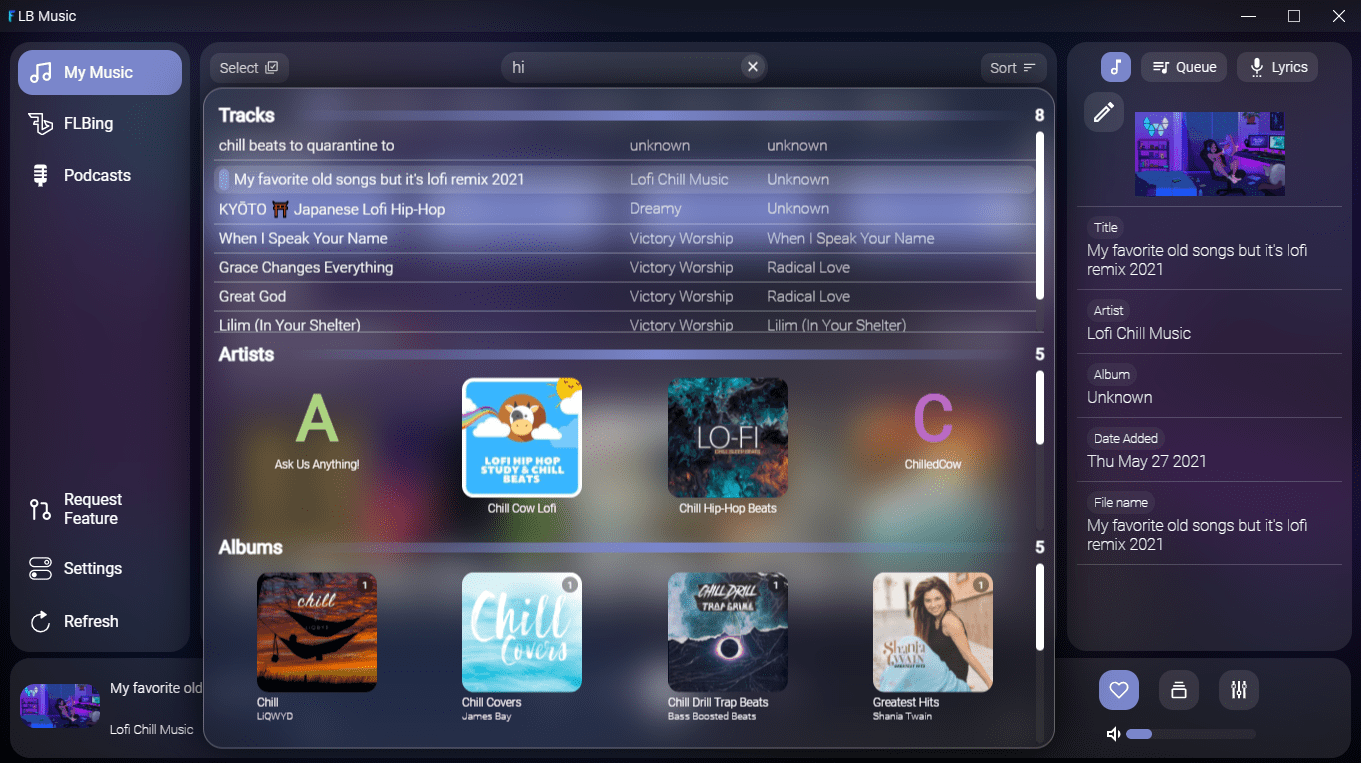 LB Music
My Music
FLBing
Podcasts
Request
Feature
Settings
Refresh
My favorite old
Lofi Chill Music
Select
hi
Sort
Tracks 8
chill beats to quarantine to unknown unknown
My favorite old songs but it's lofi remix 2021 Lofi Chill Music Unknown
KYŌTO ⛩️ Japanese Lofi Hip-Hop Dreamy Unknown
When I Speak Your Name Victory Worship When I Speak Your Name
Grace Changes Everything Victory Worship Radical Love
Great God Victory Worship Radical Love
Lilim (In Your Shelter) Victory Worship Lilim (In Your Shelter)
Artists 5
A
Ask Us Anything!
LOFI HIP HOP
STUDY & CHILL
BEATS
Chill Cow Lofi
LO-FI
Chill Hip-Hop Beats
C
ChilledCow
Albums 5
1
chill
LIQWYD
Chill
LiQWYD
1
Chill
Covers
Chill Covers
James Bay
1
CHILL DRILL
TRAP GRIME
Chill Drill Trap Beats
Bass Boosted Beats
1
Shania
TWAIN
GREATEST HITS
Greatest Hits
Shania Twain
Queue
Lyrics
Title
My favorite old songs but it's lofi
remix 2021
Artist
Lofi Chill Music
Album
Unknown
Date Added
Thu May 27 2021
File name
My favorite old songs but it's lofi
remix 2021